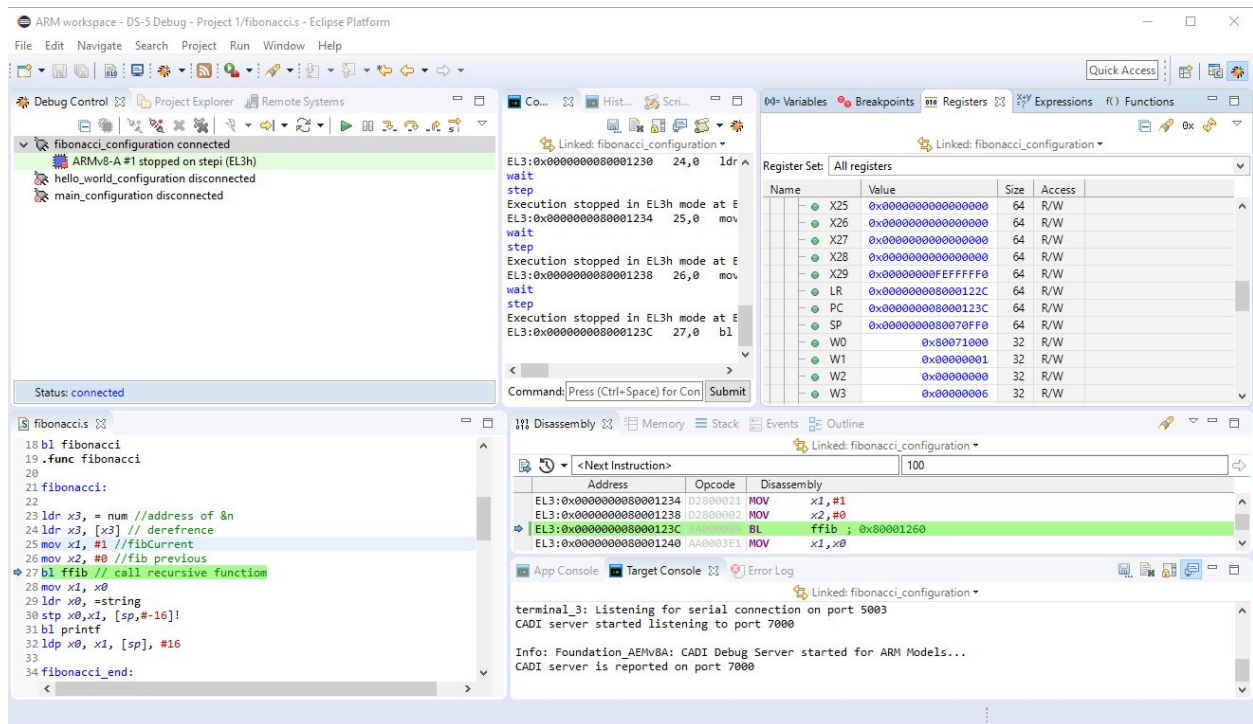 ARM workspace - DS-5 Debug - Project 1/fibonacci.s - Eclipse Platform
File Edit Navigate Search Project Run Window Help
Quick Access
Debug Control Project Explorer Remote Systems
fibonacci_configuration connected
ARMv8-A #1 stopped on stepi (EL3h)
hello_world_configuration disconnected
main_configuration disconnected
Status: connected
Co... Hist... Scri...
Linked: fibonacci_configuration
EL3:0x0000000080001230 24,0 ldr
wait
step
Execution stopped in EL3h mode at E
EL3:0x0000000080001234 25,0 mov
wait
step
Execution stopped in EL3h mode at E
EL3:0x0000000080001238 26,0 mov
wait
step
Execution stopped in EL3h mode at E
EL3:0x000000008000123C 27,0 bl
Command: Press (Ctrl+Space) for Con Submit
(x)= Variables Breakpoints Registers Expressions f() Functions
Linked: fibonacci_configuration
Register Set: All registers
Name Value Size Access
X25 0x0000000000000000 64 R/W
X26 0x0000000000000000 64 R/W
X27 0x0000000000000000 64 R/W
X28 0x0000000000000000 64 R/W
X29 0x00000000FEFFFFF0 64 R/W
LR 0x000000008000122C 64 R/W
PC 0x000000008000123C 64 R/W
SP 0x0000000080070FF0 64 R/W
W0 0x80071000 32 R/W
W1 0x00000001 32 R/W
W2 0x00000000 32 R/W
W3 0x00000006 32 R/W
fibonacci.s
18 bl fibonacci
19 .func fibonacci
20
21 fibonacci:
22
23 ldr x3, = num //address of &n
24 ldr x3, [x3] // derefrence
25 mov x1, #1 //fibCurrent
26 mov x2, #0 //fib previous
27 bl ffib // call recursive functiom
28 mov x1, x0
29 ldr x0, =string
30 stp x0,x1, [sp,#-16]!
31 bl printf
32 ldp x0, x1, [sp], #16
33
34 fibonacci_end:
Disassembly Memory Stack Events Outline
Linked: fibonacci_configuration
<Next Instruction> 100
Address Opcode Disassembly
EL3:0x0000000080001234 D2800021 MOV x1,#1
EL3:0x0000000080001238 D2800002 MOV x2,#0
EL3:0x000000008000123C 94000009 BL ffib ; 0x80001260
EL3:0x0000000080001240 AA0003E1 MOV x1,x0
App Console Target Console Error Log
Linked: fibonacci_configuration
terminal_3: Listening for serial connection on port 5003
CADI server started listening to port 7000
Info: Foundation_AEMv8A: CADI Debug Server started for ARM Models...
CADI server is reported on port 7000